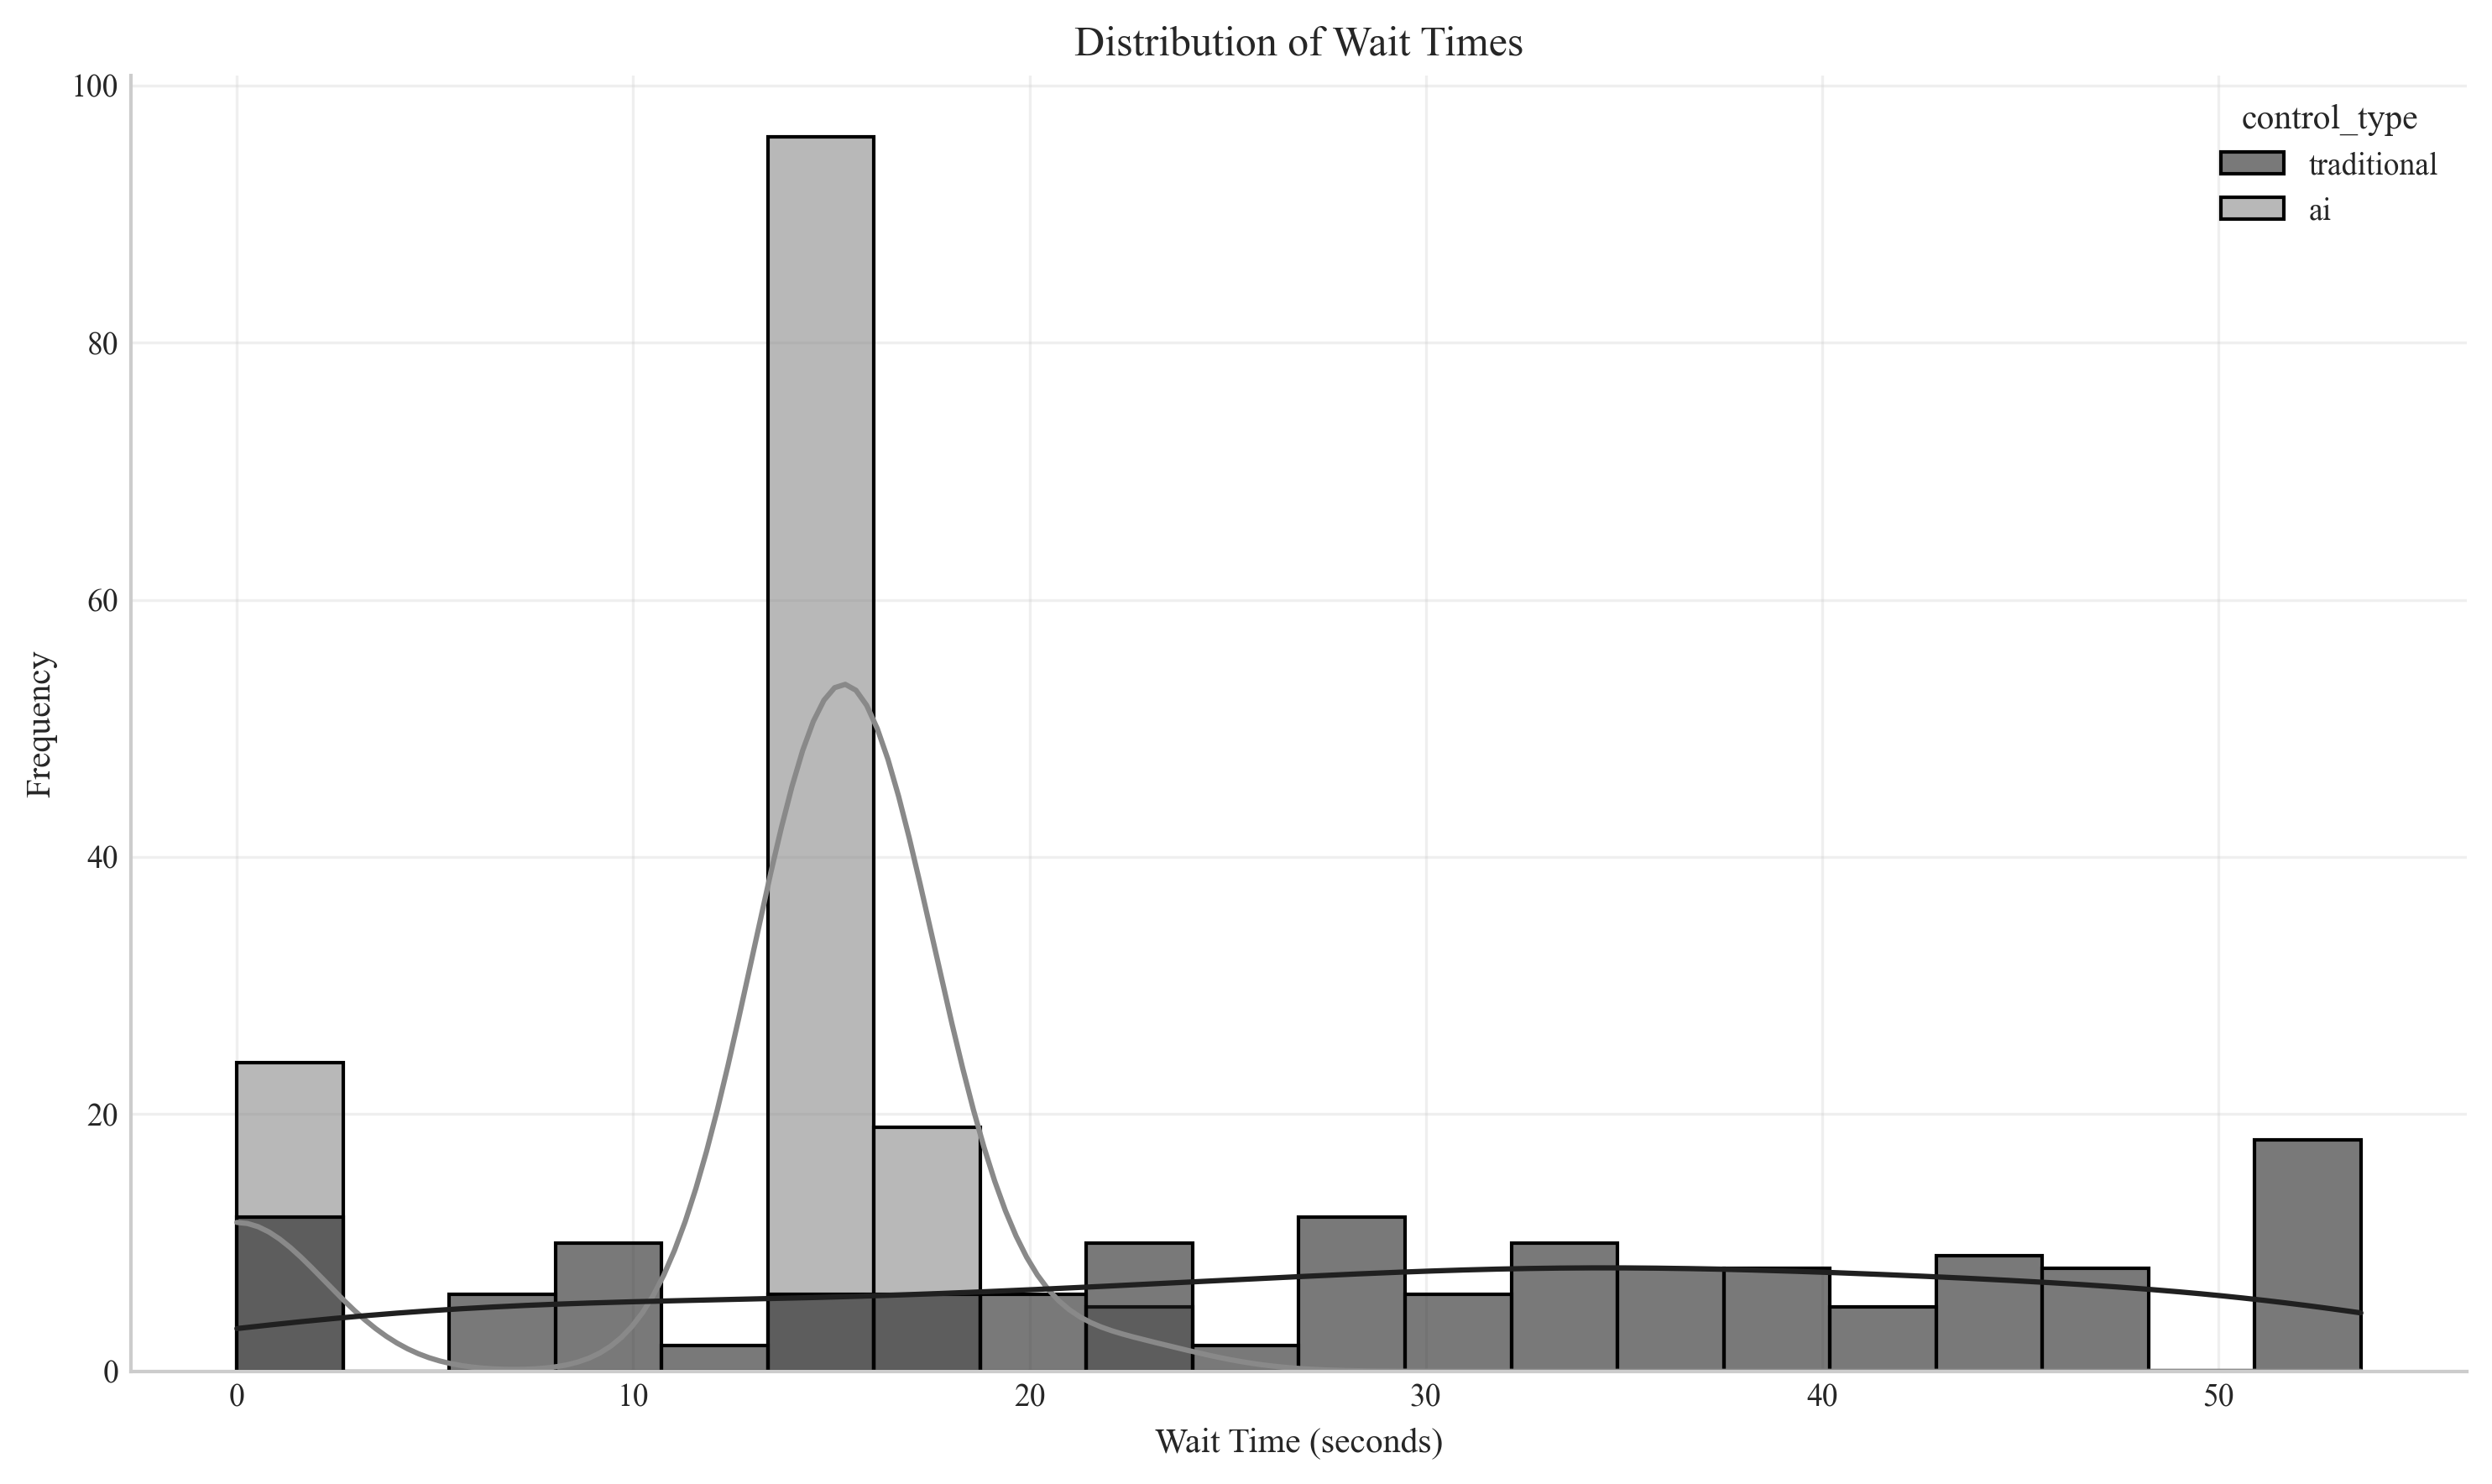 Distribution of Wait Times
control_type
traditional
ai
Frequency
100
80
60
40
20
0
0 10 20 30 40 50
Wait Time (seconds)